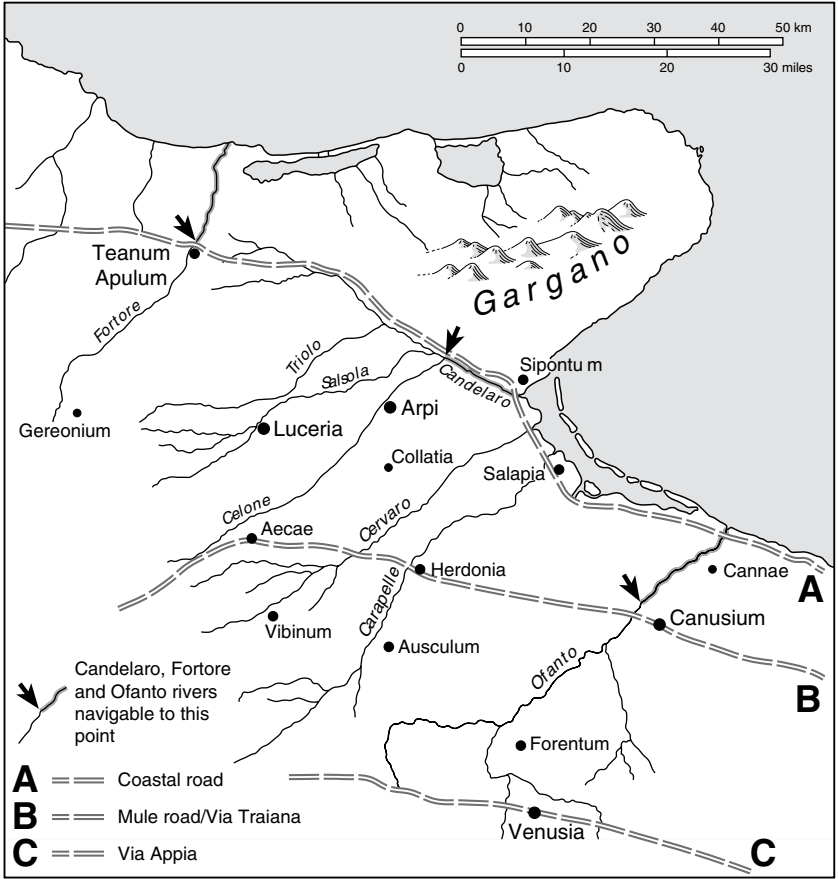 0 10 20 30 40 50 km
0 10 20 30 miles
Teanum
Apulum
Gargano
Fortore
Triolo
Salsola
Candelaro
Sipontu m
Gereonium
Luceria
Arpi
Collatia
Salapia
Celone
Cervaro
Aecae
Herdonia
Cannae
A
Carapelle
Canusium
Vibinum
Ausculum
Ofanto
B
Candelaro, Fortore
and Ofanto rivers
navigable to this
point
Forentum
A Coastal road
B Mule road/Via Traiana
Venusia
C Via Appia
C